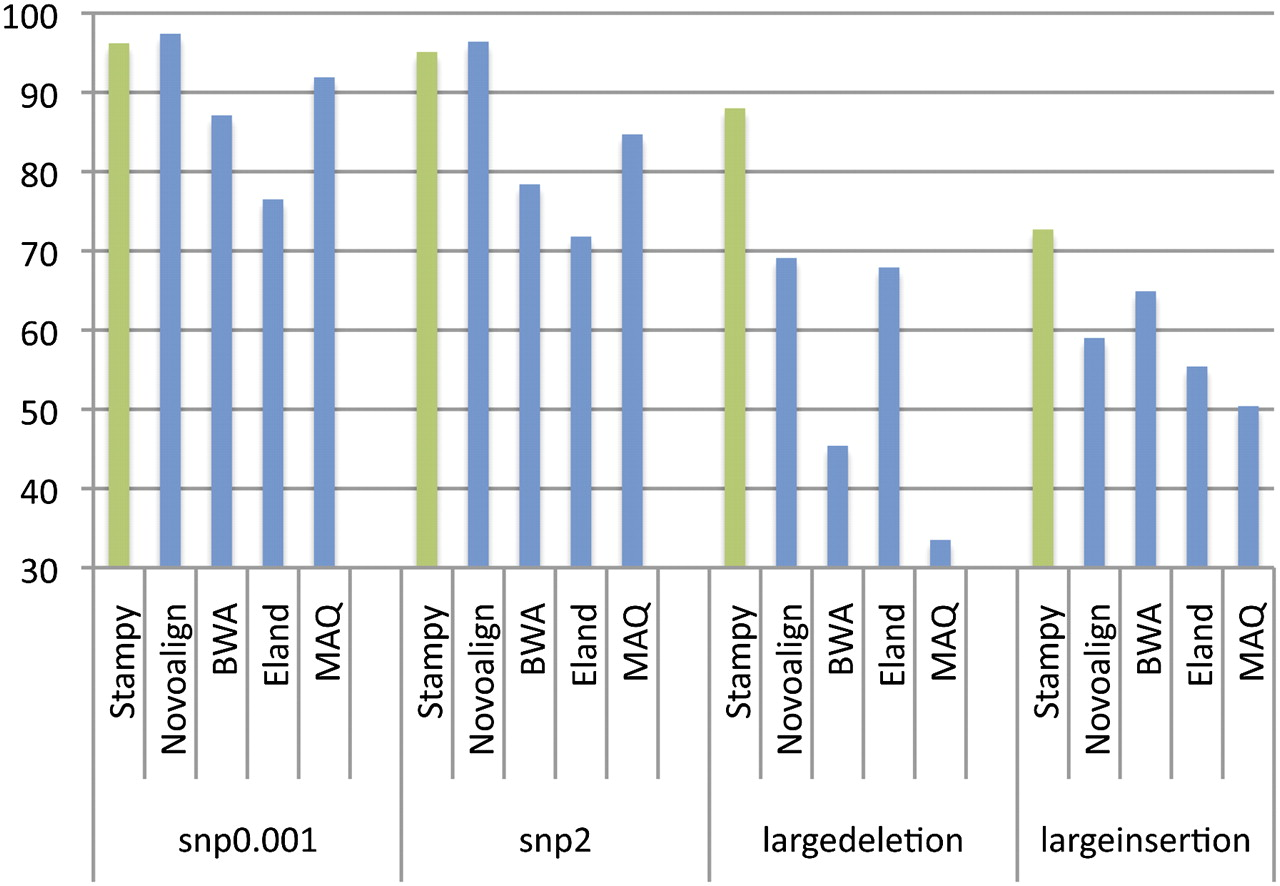 100
90
80
70
60
50
40
30
Stampy
Novoalign
BWA
Eland
MAQ
Stampy
Novoalign
BWA
Eland
MAQ
Stampy
Novoalign
BWA
Eland
MAQ
Stampy
Novoalign
BWA
Eland
MAQ
snp0.001
snp2
largedeletion
largeinsertion